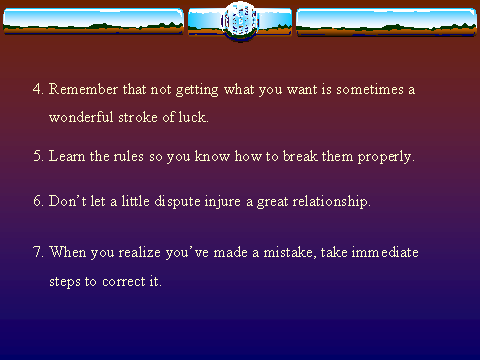 4. Remember that not getting what you want is sometimes a
wonderful stroke of luck.
5. Learn the rules so you know how to break them properly.
6. Don't let a little dispute injure a great relationship.
7. When you realize you've made a mistake, take immediate
steps to correct it.